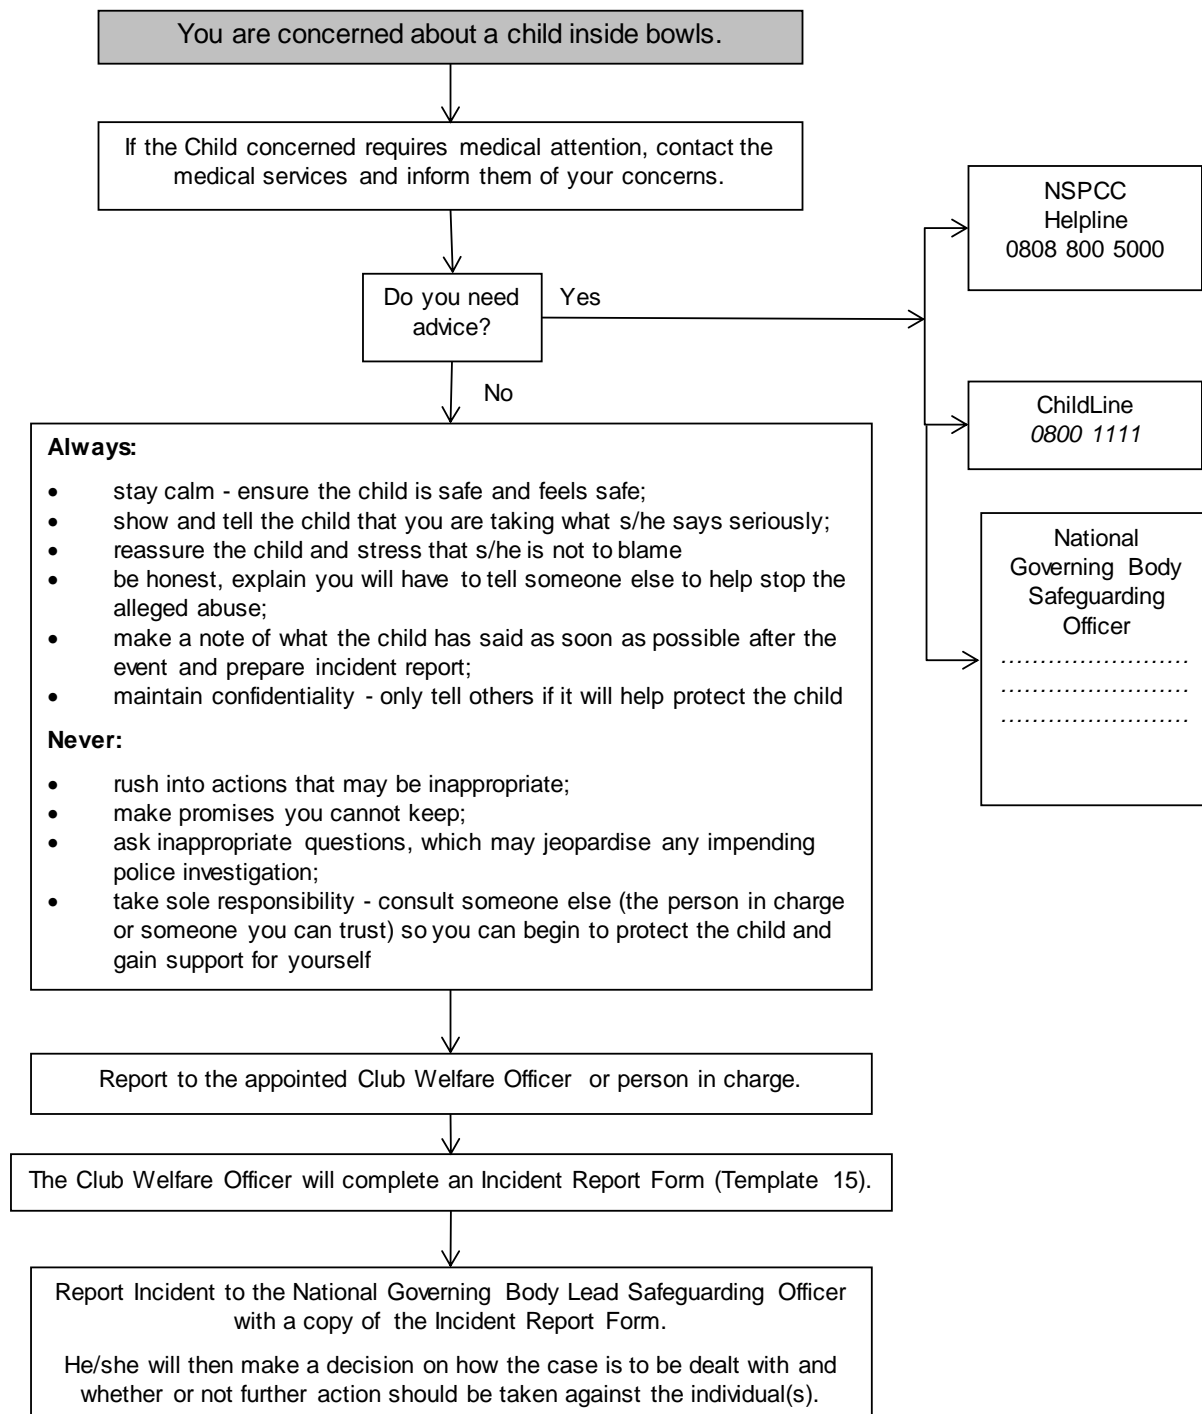 You are concerned about a child inside bowls.
If the Child concerned requires medical attention, contact the
medical services and inform them of your concerns.
Do you need
advice?
Yes
No
NSPCC
Helpline
0808 800 5000
ChildLine
0800 1111
National
Governing Body
Safeguarding
Officer
........................
........................
........................
Always:
• stay calm - ensure the child is safe and feels safe;
• show and tell the child that you are taking what s/he says seriously;
• reassure the child and stress that s/he is not to blame
• be honest, explain you will have to tell someone else to help stop the
alleged abuse;
• make a note of what the child has said as soon as possible after the
event and prepare incident report;
• maintain confidentiality - only tell others if it will help protect the child
Never:
• rush into actions that may be inappropriate;
• make promises you cannot keep;
• ask inappropriate questions, which may jeopardise any impending
police investigation;
• take sole responsibility - consult someone else (the person in charge
or someone you can trust) so you can begin to protect the child and
gain support for yourself
Report to the appointed Club Welfare Officer or person in charge.
The Club Welfare Officer will complete an Incident Report Form (Template 15).
Report Incident to the National Governing Body Lead Safeguarding Officer
with a copy of the Incident Report Form.
He/she will then make a decision on how the case is to be dealt with and
whether or not further action should be taken against the individual(s).